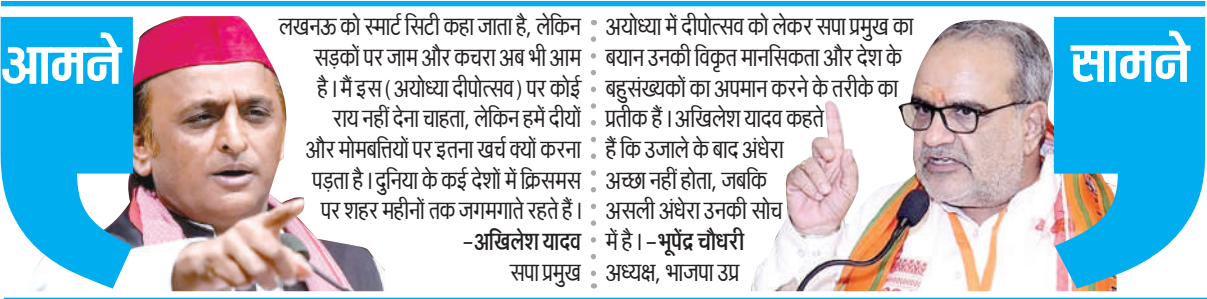 आमने
लखनऊ को स्मार्ट सिटी कहा जाता है, लेकिन
सड़कों पर जाम और कचरा अब भी आम
है। मैं इस (अयोध्या दीपोत्सव) पर कोई
राय नहीं देना चाहता, लेकिन हमें दीयों
और मोमबत्तियों पर इतना खर्च क्यों करना
पड़ता है। दुनिया के कई देशों में क्रिसमस
पर शहर महीनों तक जगमगाते रहते हैं।
-अखिलेश यादव
सपा प्रमुख
अयोध्या में दीपोत्सव को लेकर सपा प्रमुख का
बयान उनकी विकृत मानसिकता और देश के
बहुसंख्यकों का अपमान करने के तरीके का
प्रतीक हैं। अखिलेश यादव कहते
हैं कि उजाले के बाद अंधेरा
अच्छा नहीं होता, जबकि
असली अंधेरा उनकी सोच
में है। -भूपेंद्र चौधरी
अध्यक्ष, भाजपा उप्र
सामने